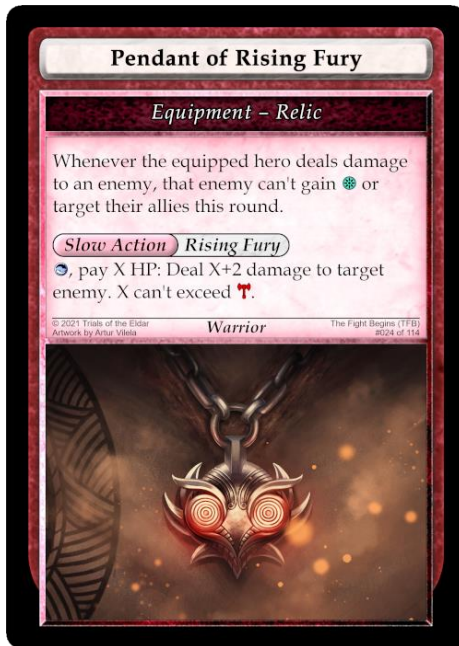 Pendant of Rising Fury
Equipment – Relic
Whenever the equipped hero deals damage
to an enemy, that enemy can't gain or
target their allies this round.
Slow Action Rising Fury
, pay X HP: Deal X+2 damage to target
enemy. X can't exceed .
© 2021 Trials of the Eldar
Artwork by Artur Vilela
Warrior
The Fight Begins (TFB)
#024 of 114